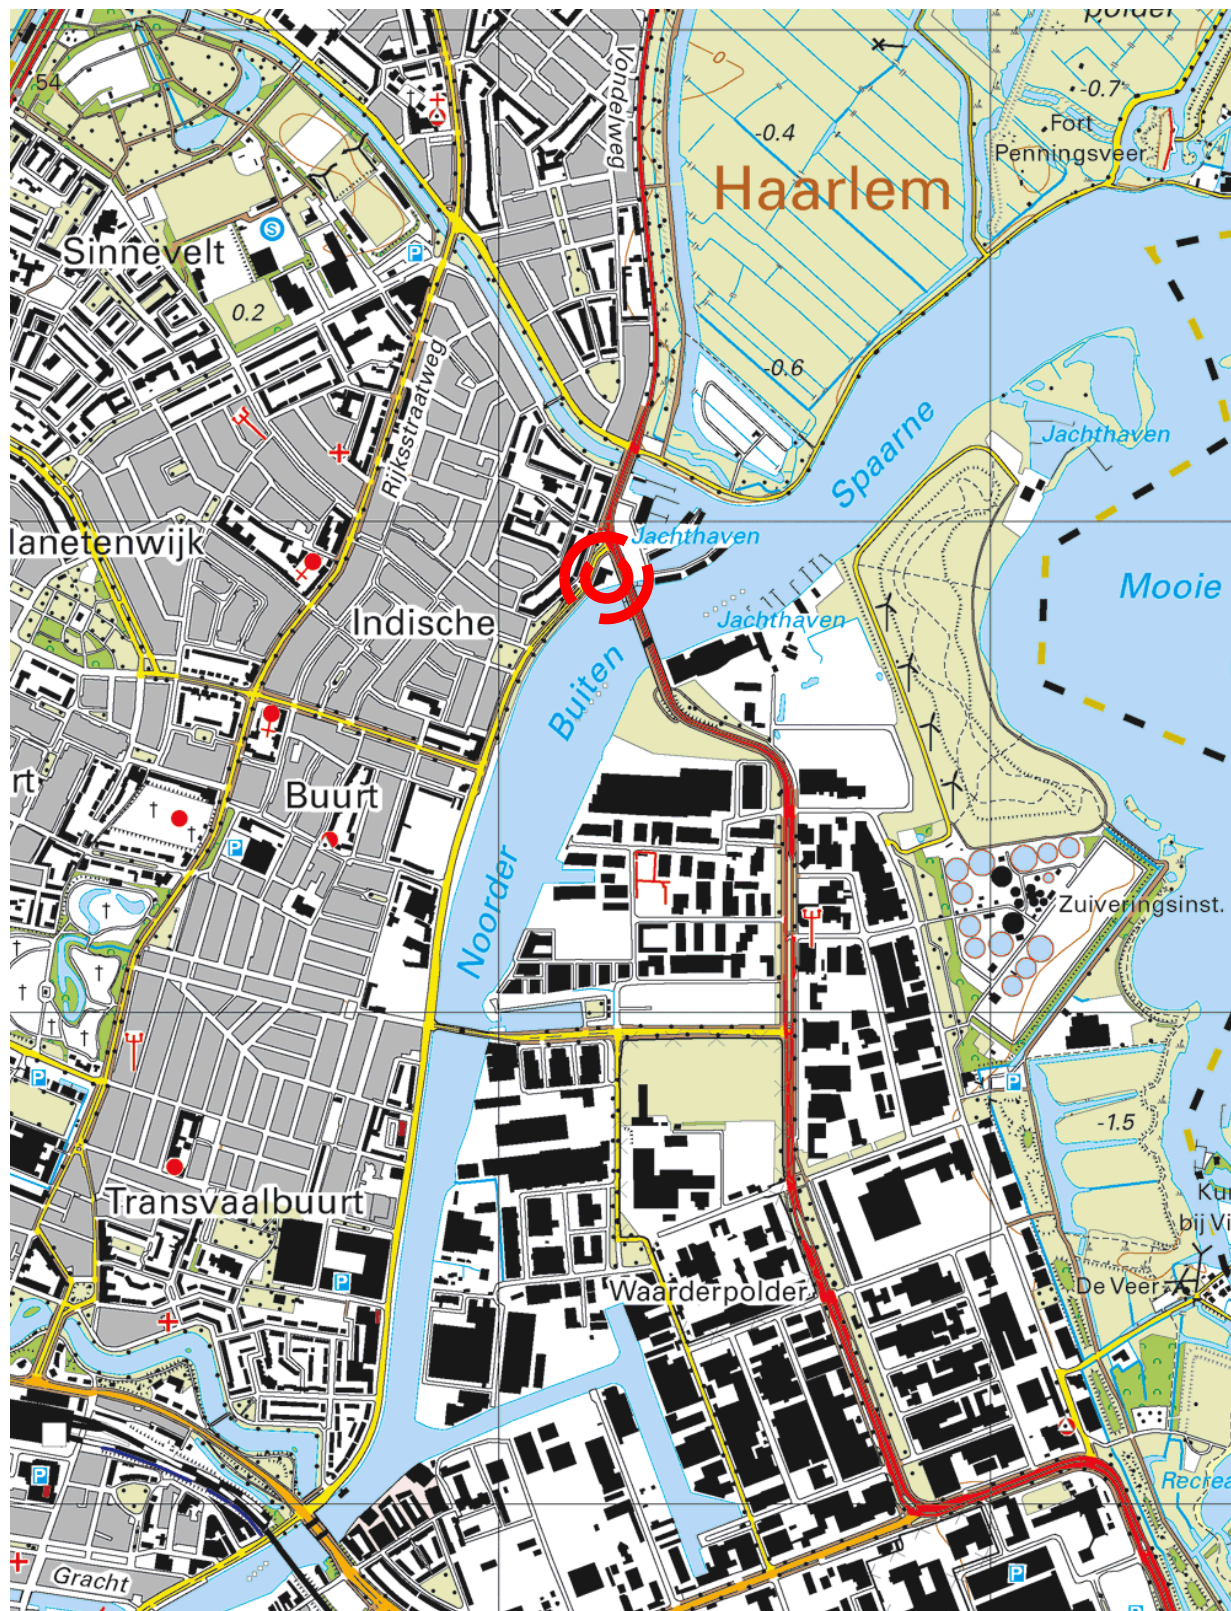 polder
54
Vondelweg
-0.7
Fort
Penningsveer
-0.4
0
Haarlem
S
P
Sinnevelt
0.2
Rijksstraatweg
-0.6
Spaarne
Jachthaven
Jachthaven
lanetenwijk
Mooie
Indische
Jachthaven
Buiten
rt
Buurt
P
Noorder
Zuiveringsinst.
P
P
-1.5
Transvaalbuurt
Ku
bij Vi
P
De Veer
Waarderpolder
P
Recrea
Gracht
P
P